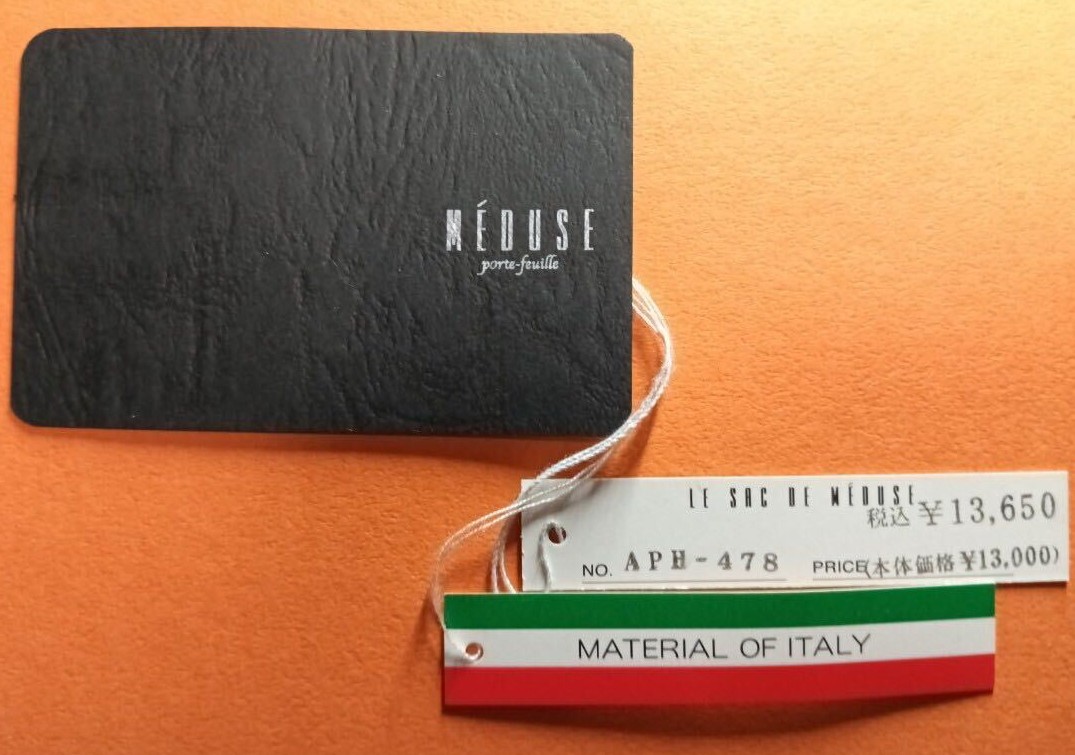 MÉDUSE
porte-feuille
LE SAC DE MÉDUSE
税込 ¥13,650
NO. APH-478 PRICE(本体価格 ¥13,000)
MATERIAL OF ITALY